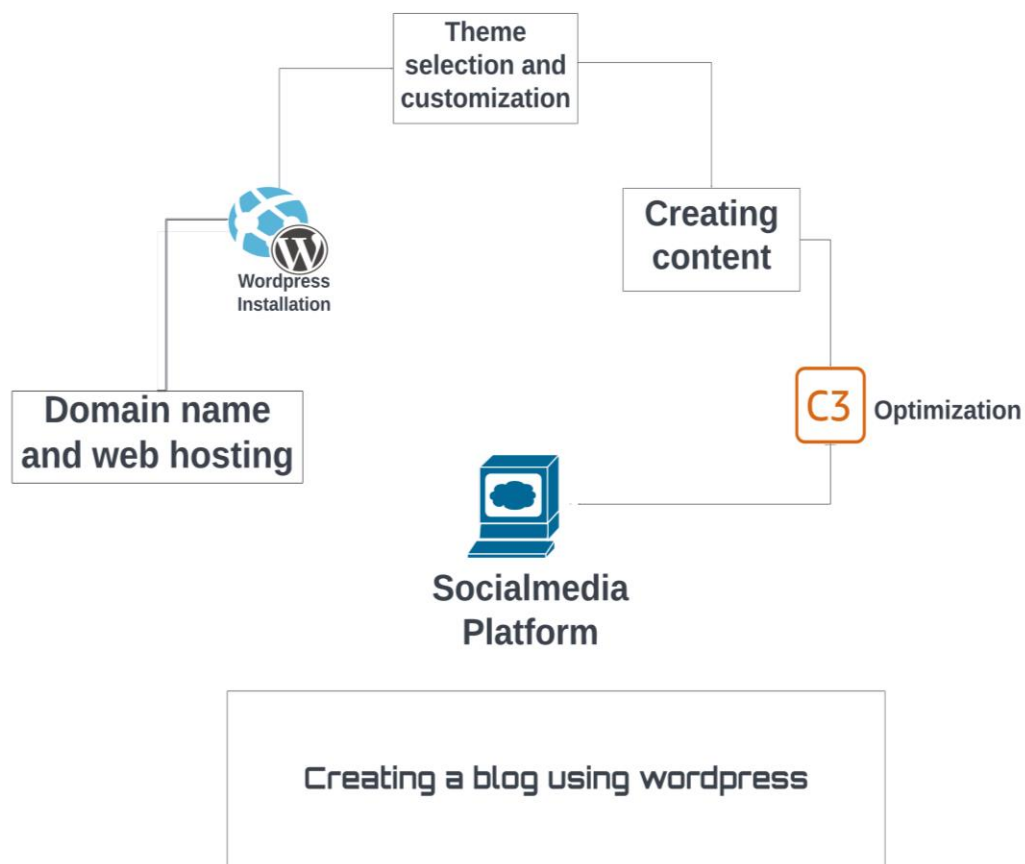 Theme
selection and
customization
Creating
content
W
Wordpress
Installation
Domain name
and web hosting
C3
Optimization
Socialmedia
Platform
Creating a blog using wordpress